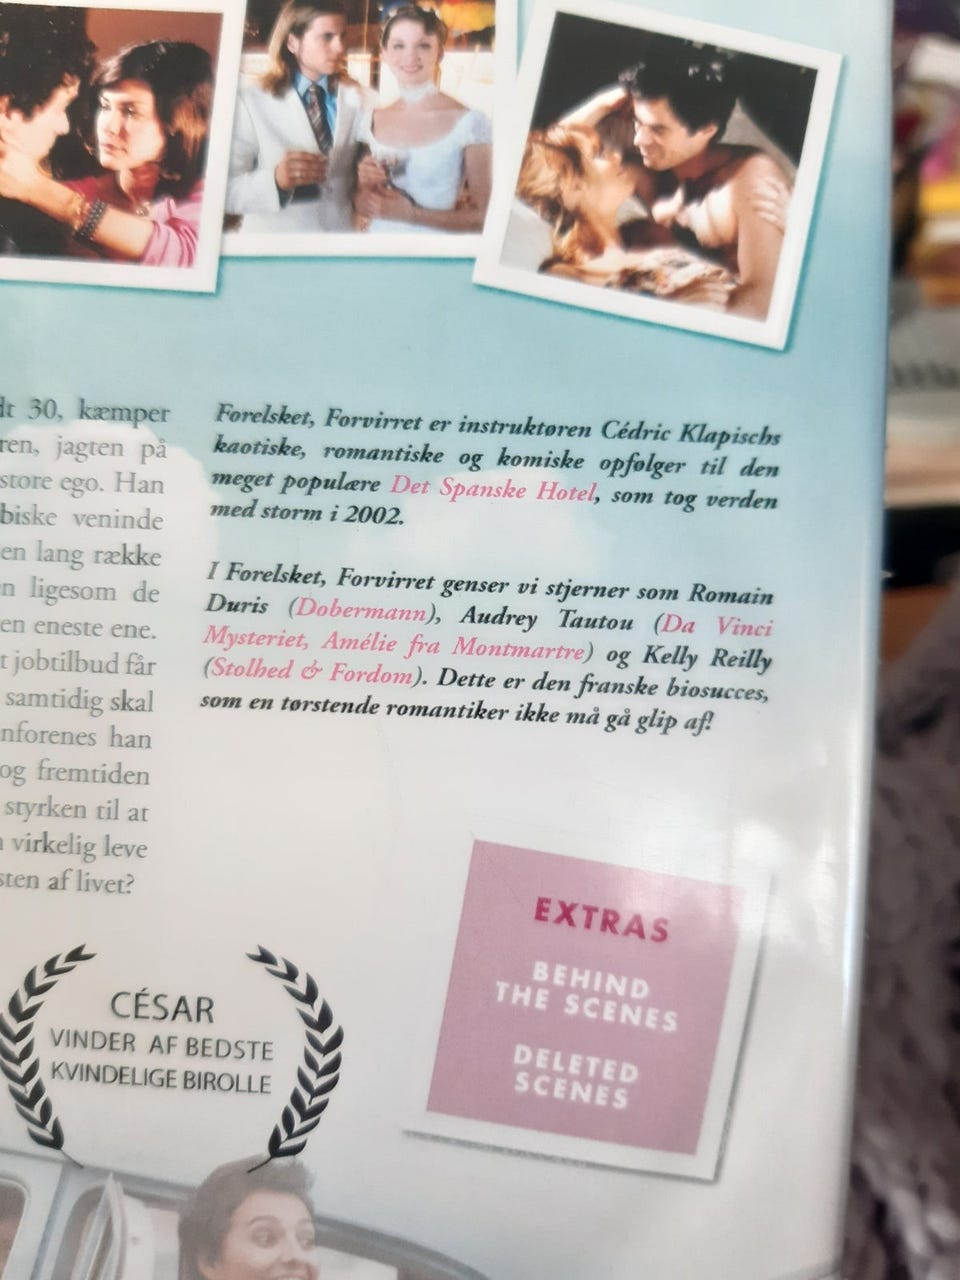 dt 30, kæmper
ren, jagten på
store ego. Han
biske veninde
en lang række
n ligesom de
en eneste ene.
t jobtilbud får
samtidig skal
nforenes han
og fremtiden
styrken til at
virkelig leve
sten af livet?
Forelsket, Forvirret er instruktøren Cédric Klapischs
kaotiske, romantiske og komiske opfølger til den
meget populære Det Spanske Hotel, som tog verden
med storm i 2002.
I Forelsket, Forvirret genser vi stjerner som Romain
Duris (Dobermann), Audrey Tautou (Da Vinci
Mysteriet, Amélie fra Montmartre) og Kelly Reilly
(Stolhed & Fordom). Dette er den franske biosucces,
som en tørstende romantiker ikke må gå glip af!
EXTRAS
BEHIND
THE SCENES
DELETED
SCENES
CÉSAR
VINDER AF BEDSTE
KVINDELIGE BIROLLE